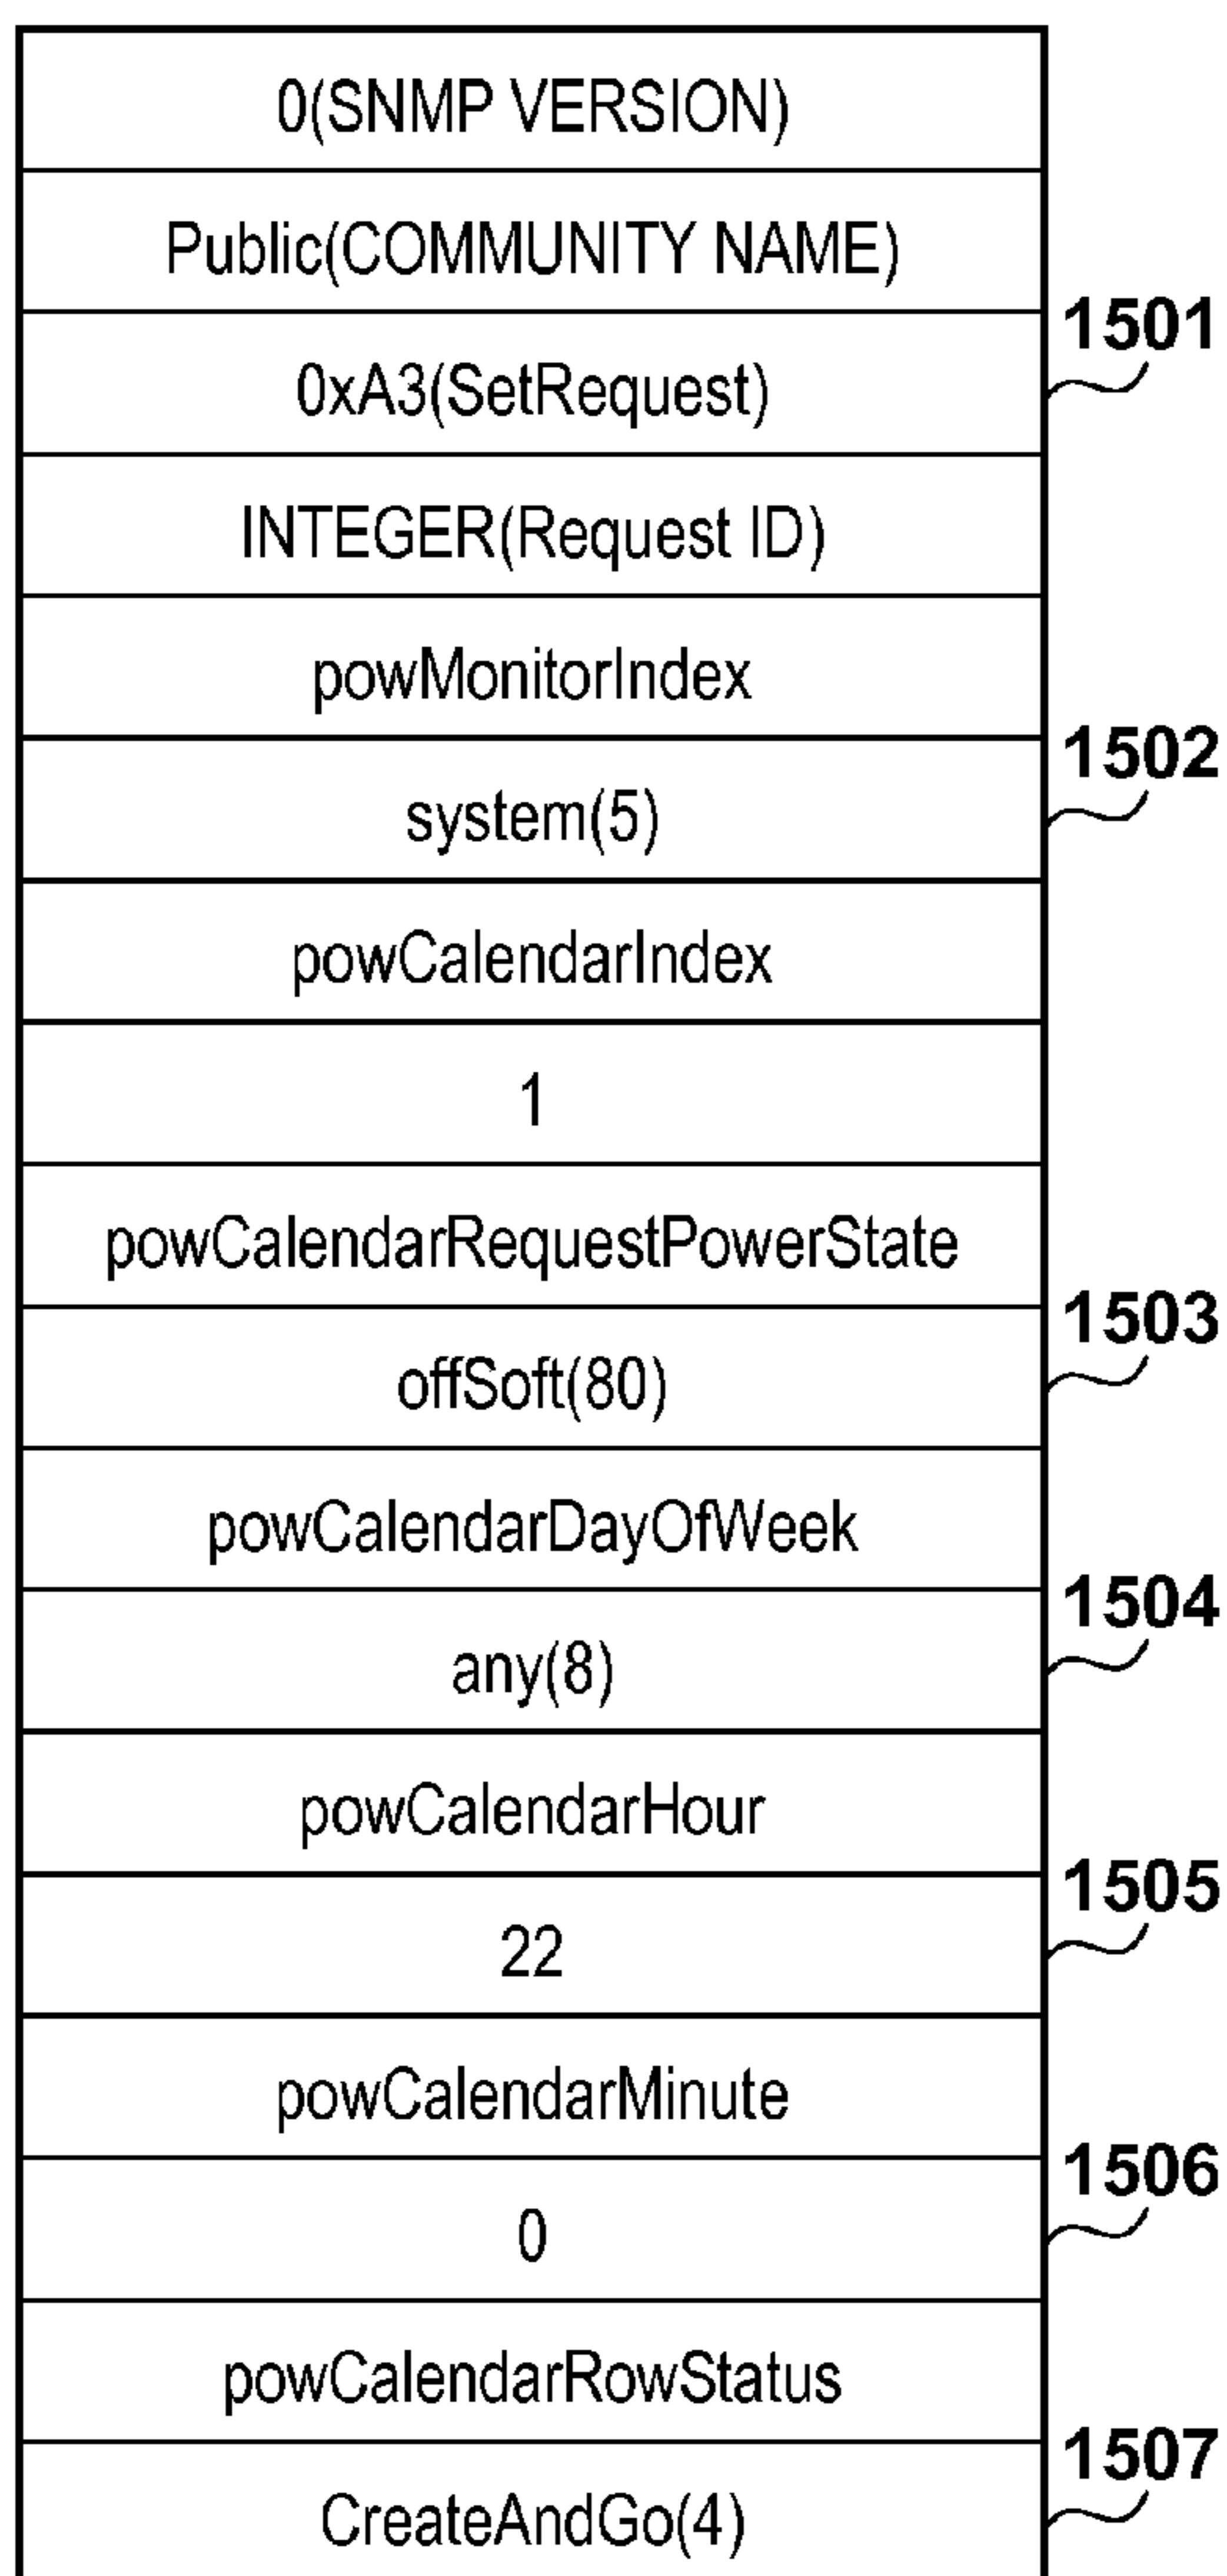 0(SNMP VERSION)
Public(COMMUNITY NAME)
1501
0xA3(SetRequest)
INTEGER(Request ID)
powMonitorIndex
1502
system(5)
powCalendarIndex
1
powCalendarRequestPowerState
1503
offSoft(80)
powCalendarDayOfWeek
1504
any(8)
powCalendarHour
1505
22
powCalendarMinute
1506
0
powCalendarRowStatus
1507
CreateAndGo(4)